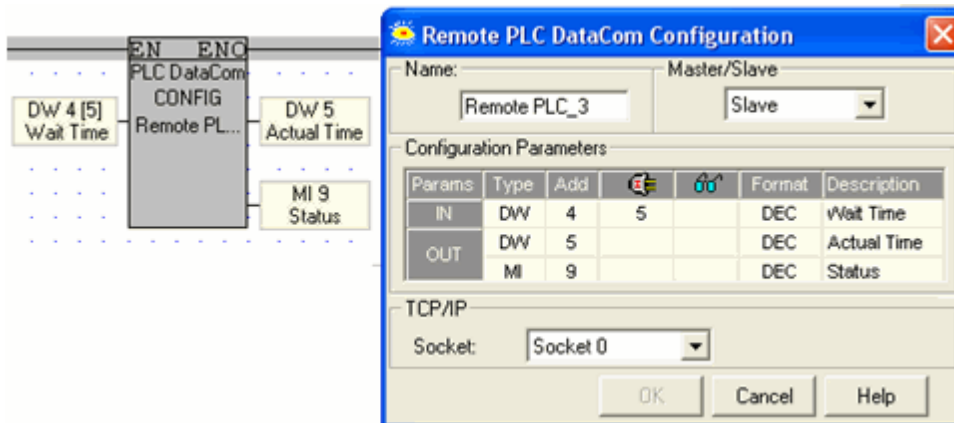 EN ENO
PLC DataCom
CONFIG
Remote PL...
DW 4 [5]
Wait Time
DW 5
Actual Time
MI 9
Status
Remote PLC DataCom Configuration
Name:
Master/Slave
Remote PLC_3
Slave
Configuration Parameters
Params Type Add Format Description
IN DW 4 5 DEC Wait Time
OUT DW 5 DEC Actual Time
MI 9 DEC Status
TCP/IP
Socket: Socket 0
OK Cancel Help